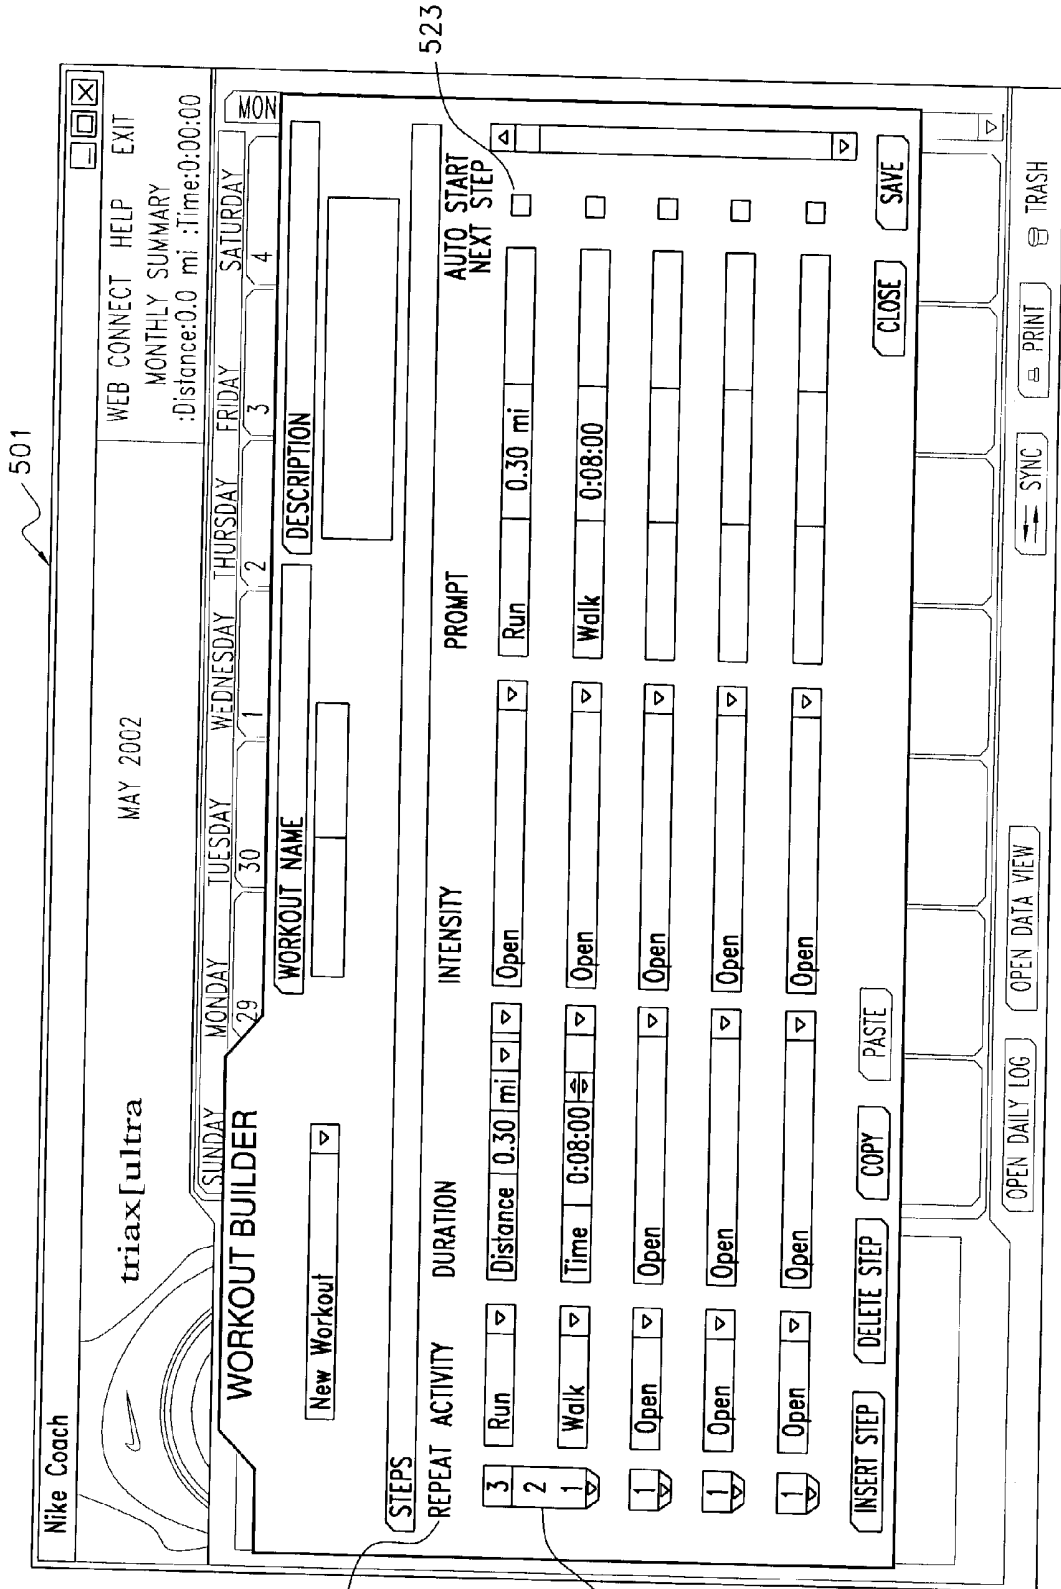 501
Nike Coach
triax[ultra
MAY 2002
WEB CONNECT HELP EXIT
MONTHLY SUMMARY
:Distance:0.0 mi :Time:0:00:00
SUNDAY MONDAY TUESDAY WEDNESDAY THURSDAY FRIDAY SATURDAY
29 30 1 2 3 4 MON
WORKOUT BUILDER
WORKOUT NAME DESCRIPTION
New Workout
STEPS
REPEAT ACTIVITY DURATION INTENSITY PROMPT AUTO START
NEXT STEP
523
3 Run Distance 0.30 mi Open Run 0.30 mi
2
1 Walk Time 0:08:00 Open Walk 0:08:00
1 Open Open Open
1 Open Open Open
1 Open Open Open
INSERT STEP DELETE STEP COPY PASTE CLOSE SAVE
OPEN DAILY LOG OPEN DATA VIEW SYNC PRINT TRASH